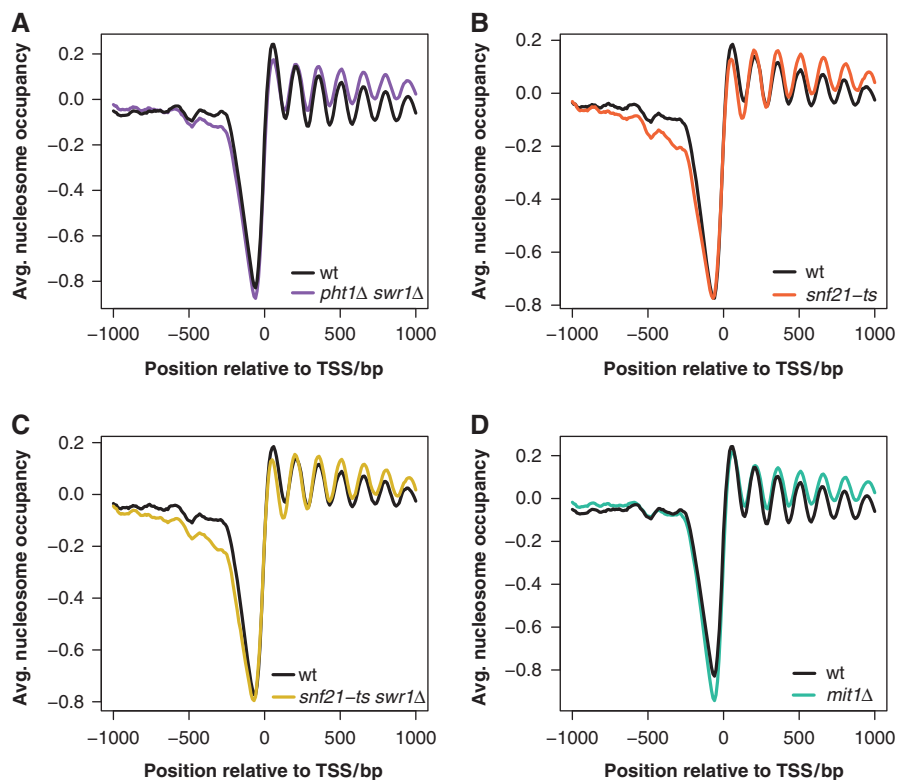 A
Avg. nucleosome occupancy
0.2
0.0
−0.2
−0.4
−0.6
−0.8
wt
pht1Δ swr1Δ
−1000 −500 0 500 1000
Position relative to TSS/bp
B
Avg. nucleosome occupancy
0.2
0.0
−0.2
−0.4
−0.6
−0.8
wt
snf21−ts
−1000 −500 0 500 1000
Position relative to TSS/bp
C
Avg. nucleosome occupancy
0.2
0.0
−0.2
−0.4
−0.6
−0.8
wt
snf21−ts swr1Δ
−1000 −500 0 500 1000
Position relative to TSS/bp
D
Avg. nucleosome occupancy
0.2
0.0
−0.2
−0.4
−0.6
−0.8
wt
mit1Δ
−1000 −500 0 500 1000
Position relative to TSS/bp